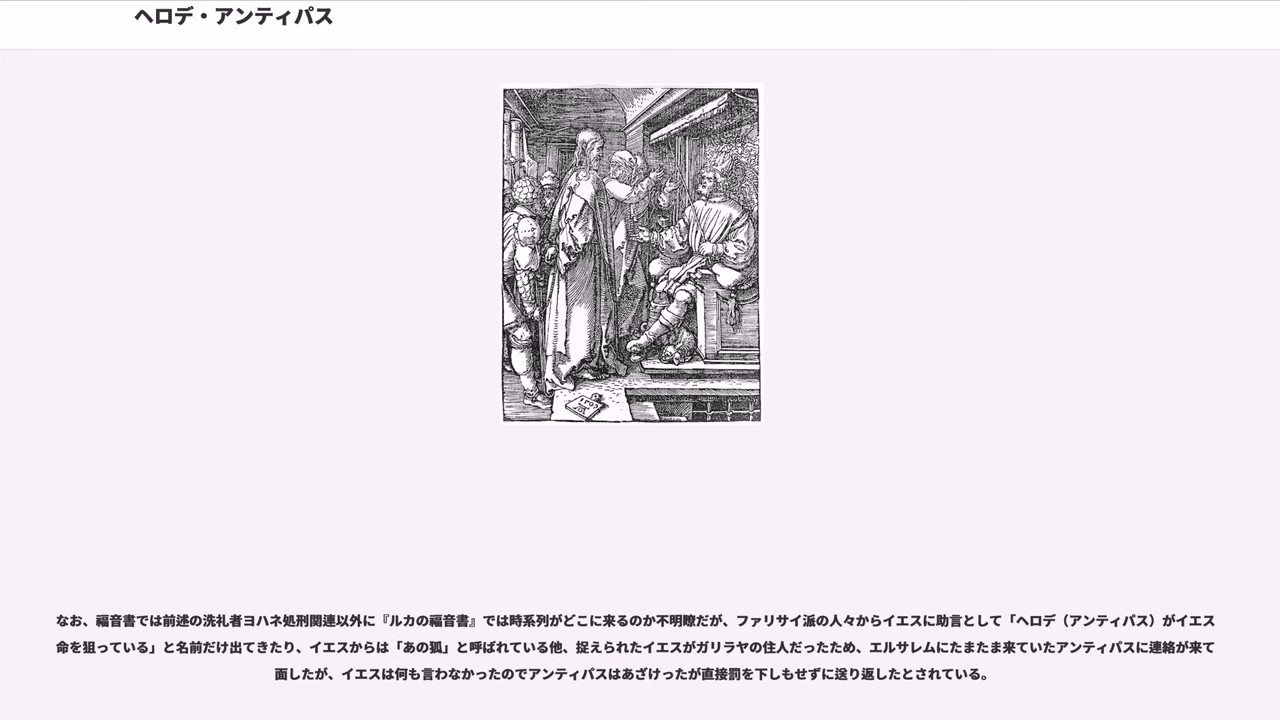 ヘロデ・アンティパス
なお、福音書では前述の洗礼者ヨハネ処刑関連以外に『ルカの福音書』では時系列がどこに来るのか不明瞭だが、ファリサイ派の人々からイエスに助言として「ヘロデ（アンティパス）がイエス
命を狙っている」と名前だけ出てきたり、イエスからは「あの狐」と呼ばれている他、捉えられたイエスがガリラヤの住人だったため、エルサレムにたまたま来ていたアンティパスに連絡が来て
面したが、イエスは何も言わなかったのでアンティパスはあざけったが直接罰を下しもせずに送り返したとされている。